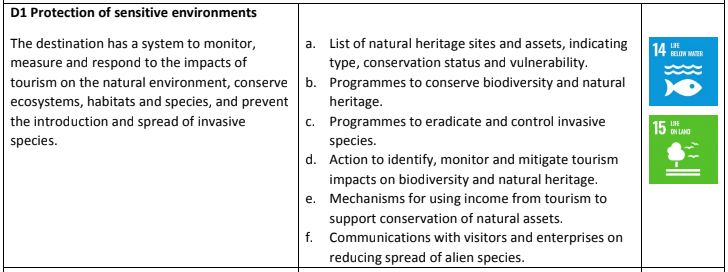 D1 Protection of sensitive environments
The destination has a system to monitor,
measure and respond to the impacts of
tourism on the natural environment, conserve
ecosystems, habitats and species, and prevent
the introduction and spread of invasive
species.
a. List of natural heritage sites and assets, indicating
type, conservation status and vulnerability.
b. Programmes to conserve biodiversity and natural
heritage.
c. Programmes to eradicate and control invasive
species.
d. Action to identify, monitor and mitigate tourism
impacts on biodiversity and natural heritage.
e. Mechanisms for using income from tourism to
support conservation of natural assets.
f. Communications with visitors and enterprises on
reducing spread of alien species.
14 LIFE
BELOW WATER
15 LIFE
ON LAND